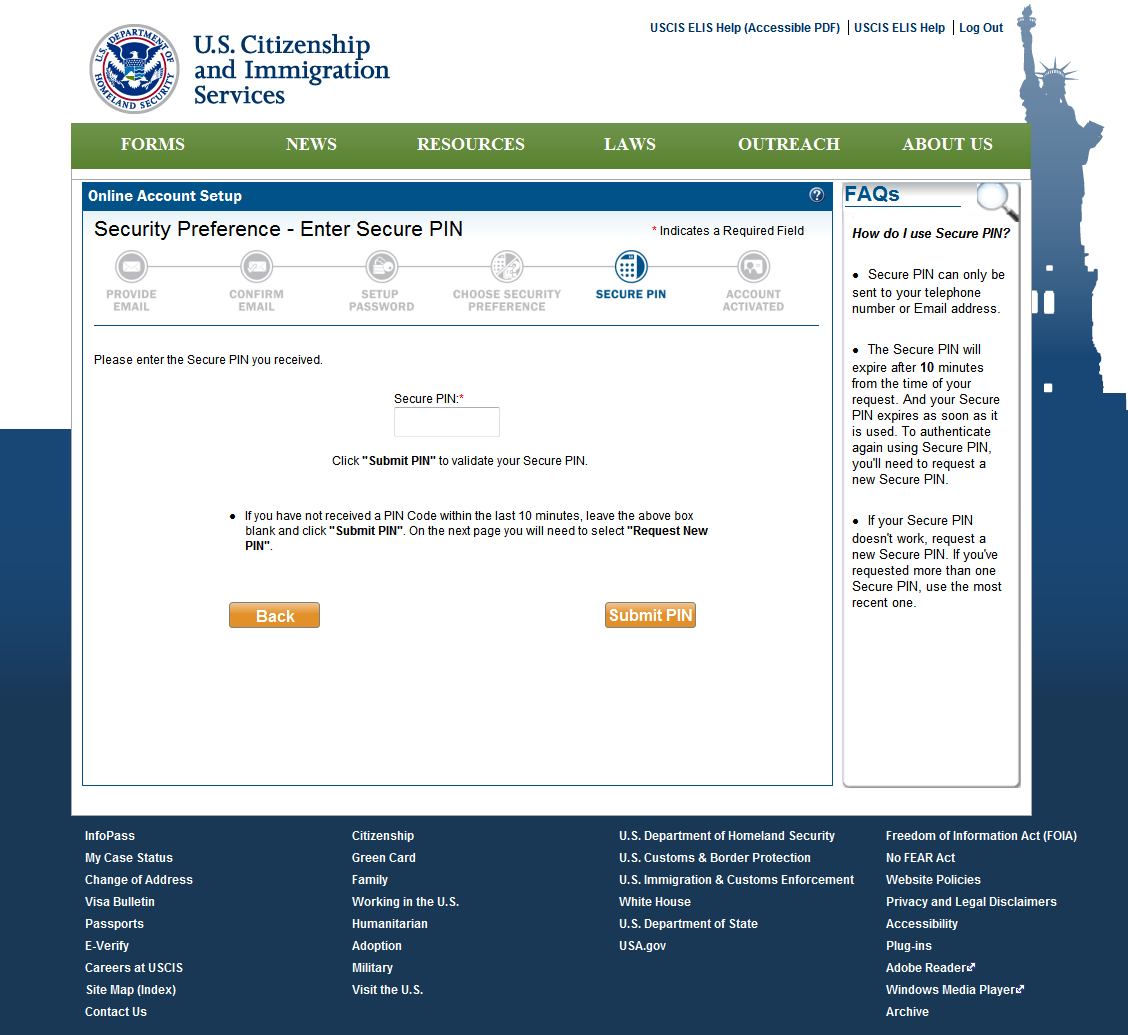 USCIS ELIS Help (Accessible PDF) | USCIS ELIS Help | Log Out
U.S. DEPARTMENT OF HOMELAND SECURITY
U.S. Citizenship
and Immigration
Services
FORMS NEWS RESOURCES LAWS OUTREACH ABOUT US
Online Account Setup ?
Security Preference - Enter Secure PIN
* Indicates a Required Field
PROVIDE
EMAIL
CONFIRM
EMAIL
SETUP
PASSWORD
CHOOSE SECURITY
PREFERENCE
SECURE PIN
ACCOUNT
ACTIVATED
Please enter the Secure PIN you received.
Secure PIN:*
Click "Submit PIN" to validate your Secure PIN.
• If you have not received a PIN Code within the last 10 minutes, leave the above box
blank and click "Submit PIN". On the next page you will need to select "Request New
PIN".
Back
Submit PIN
FAQs
How do I use Secure PIN?
• Secure PIN can only be
sent to your telephone
number or Email address.
• The Secure PIN will
expire after 10 minutes
from the time of your
request. And your Secure
PIN expires as soon as it
is used. To authenticate
again using Secure PIN,
you'll need to request a
new Secure PIN.
• If your Secure PIN
doesn't work, request a
new Secure PIN. If you've
requested more than one
Secure PIN, use the most
recent one.
InfoPass
My Case Status
Change of Address
Visa Bulletin
Passports
E-Verify
Careers at USCIS
Site Map (Index)
Contact Us
Citizenship
Green Card
Family
Working in the U.S.
Humanitarian
Adoption
Military
Visit the U.S.
U.S. Department of Homeland Security
U.S. Customs & Border Protection
U.S. Immigration & Customs Enforcement
White House
U.S. Department of State
USA.gov
Freedom of Information Act (FOIA)
No FEAR Act
Website Policies
Privacy and Legal Disclaimers
Accessibility
Plug-ins
Adobe Reader
Windows Media Player
Archive